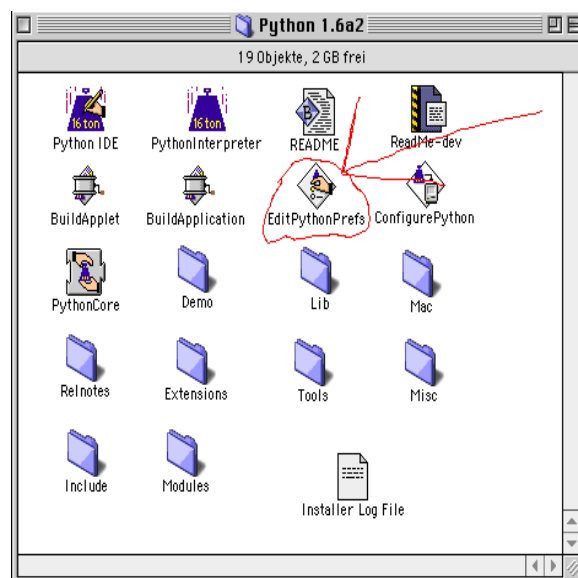 Python 1.6a2
19 Objekte, 2 GB frei
16 ton 16 ton B
Python IDE PythonInterpreter README ReadMe-dev
BuildApplet BuildApplication EditPythonPrefs ConfigurePython
PythonCore Demo Lib Mac
Relnotes Extensions Tools Misc
Include Modules
Installer Log File